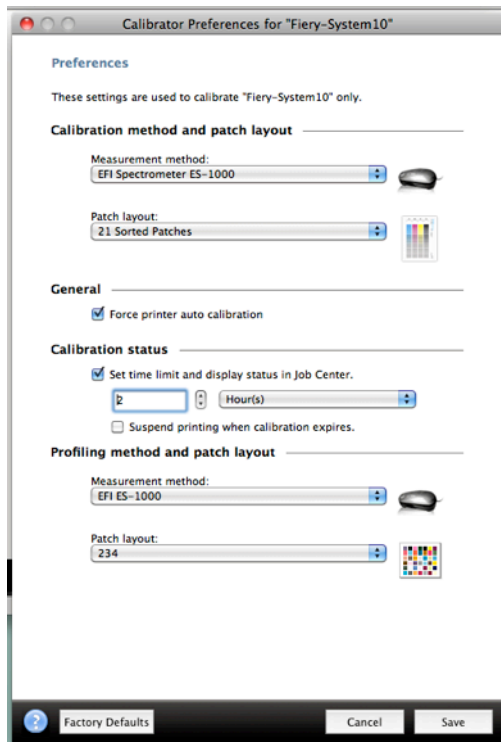 Calibrator Preferences for "Fiery-System10"
Preferences
These settings are used to calibrate "Fiery-System10" only.
Calibration method and patch layout
Measurement method:
EFI Spectrometer ES-1000
Patch layout:
21 Sorted Patches
General
Force printer auto calibration
Calibration status
Set time limit and display status in Job Center.
2 Hour(s)
Suspend printing when calibration expires.
Profiling method and patch layout
Measurement method:
EFI ES-1000
Patch layout:
234
? Factory Defaults Cancel Save